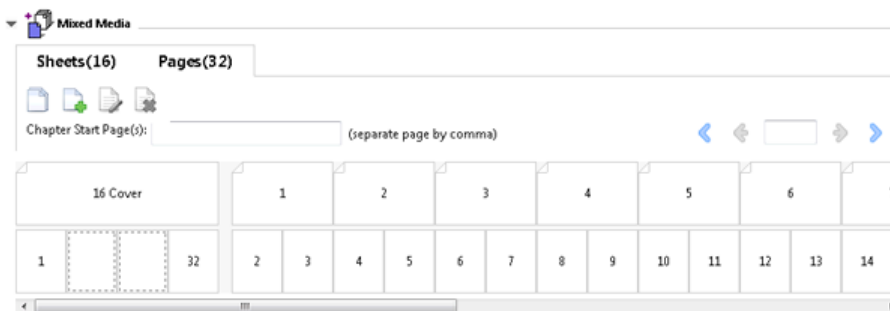 Mixed Media
Sheets(16) Pages(32)
Chapter Start Page(s): (separate page by comma)
16 Cover 1 2 3 4 5 6
1 32 2 3 4 5 6 7 8 9 10 11 12 13 14